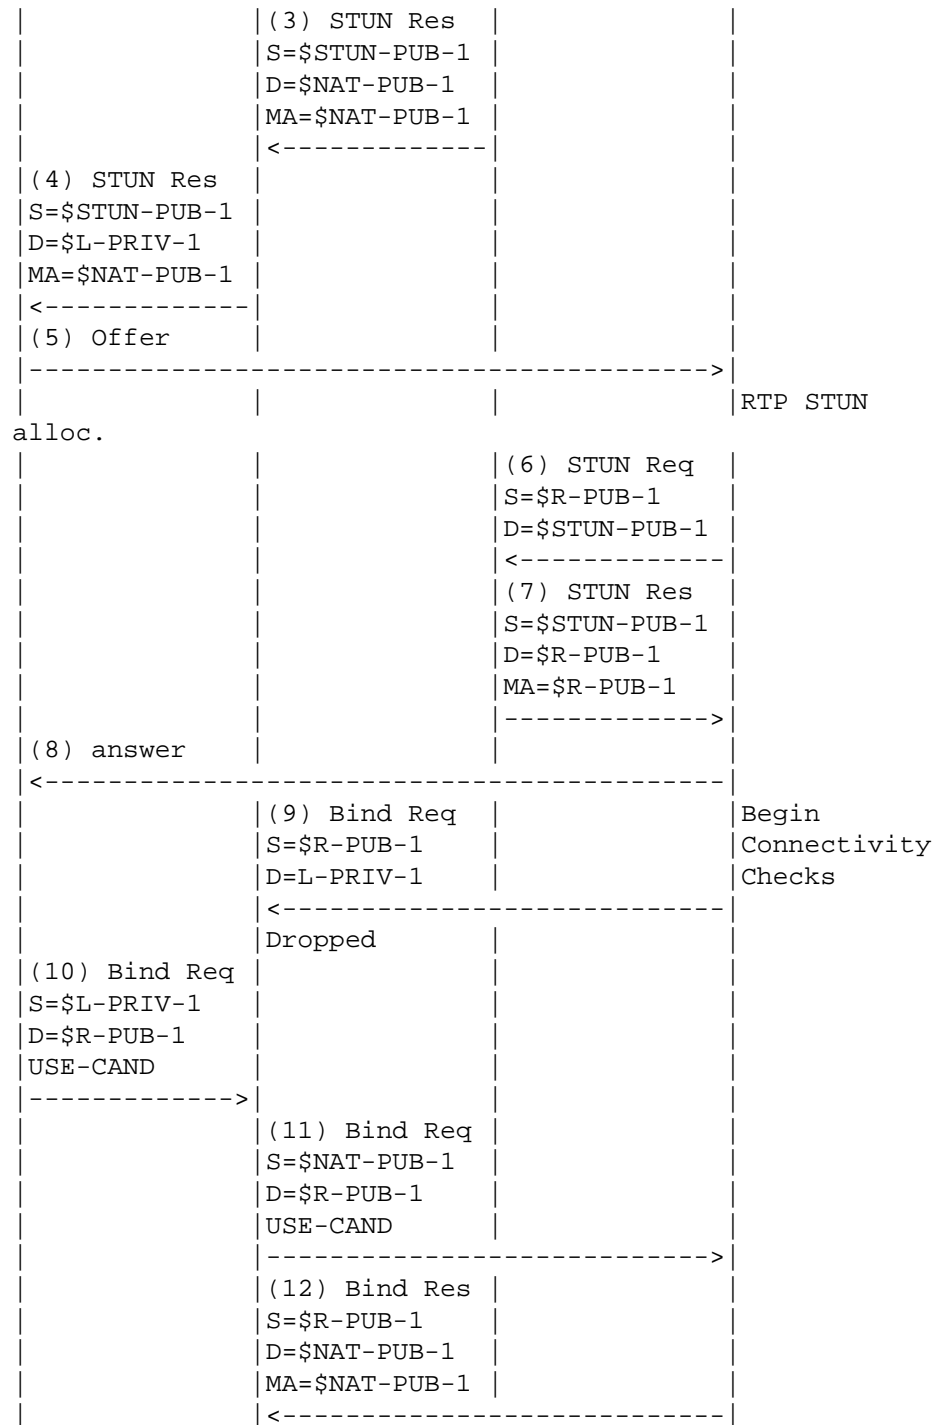 |              |(3) STUN Res  |              |
|              |S=$STUN-PUB-1 |              |
|              |D=$NAT-PUB-1  |              |
|              |MA=$NAT-PUB-1 |              |
|              |<-------------|              |
|(4) STUN Res  |              |              |
|S=$STUN-PUB-1 |              |              |
|D=$L-PRIV-1   |              |              |
|MA=$NAT-PUB-1 |              |              |
|<-------------|              |              |
|(5) Offer     |              |              |
|------------------------------------------->|
|              |              |              |RTP STUN
alloc.
|              |              |(6) STUN Req  |
|              |              |S=$R-PUB-1    |
|              |              |D=$STUN-PUB-1 |
|              |              |<-------------|
|              |              |(7) STUN Res  |
|              |              |S=$STUN-PUB-1 |
|              |              |D=$R-PUB-1    |
|              |              |MA=$R-PUB-1   |
|              |              |------------->|
|(8) answer    |              |              |
|<-------------------------------------------|
|              |(9) Bind Req  |              |Begin
|              |S=$R-PUB-1    |              |Connectivity
|              |D=L-PRIV-1    |              |Checks
|              |<----------------------------|
|              |Dropped       |              |
|(10) Bind Req |              |              |
|S=$L-PRIV-1   |              |              |
|D=$R-PUB-1    |              |              |
|USE-CAND      |              |              |
|------------->|              |              |
|              |(11) Bind Req |              |
|              |S=$NAT-PUB-1  |              |
|              |D=$R-PUB-1    |              |
|              |USE-CAND      |              |
|              |---------------------------->|
|              |(12) Bind Res |              |
|              |S=$R-PUB-1    |              |
|              |D=$NAT-PUB-1  |              |
|              |MA=$NAT-PUB-1 |              |
|              |<----------------------------|